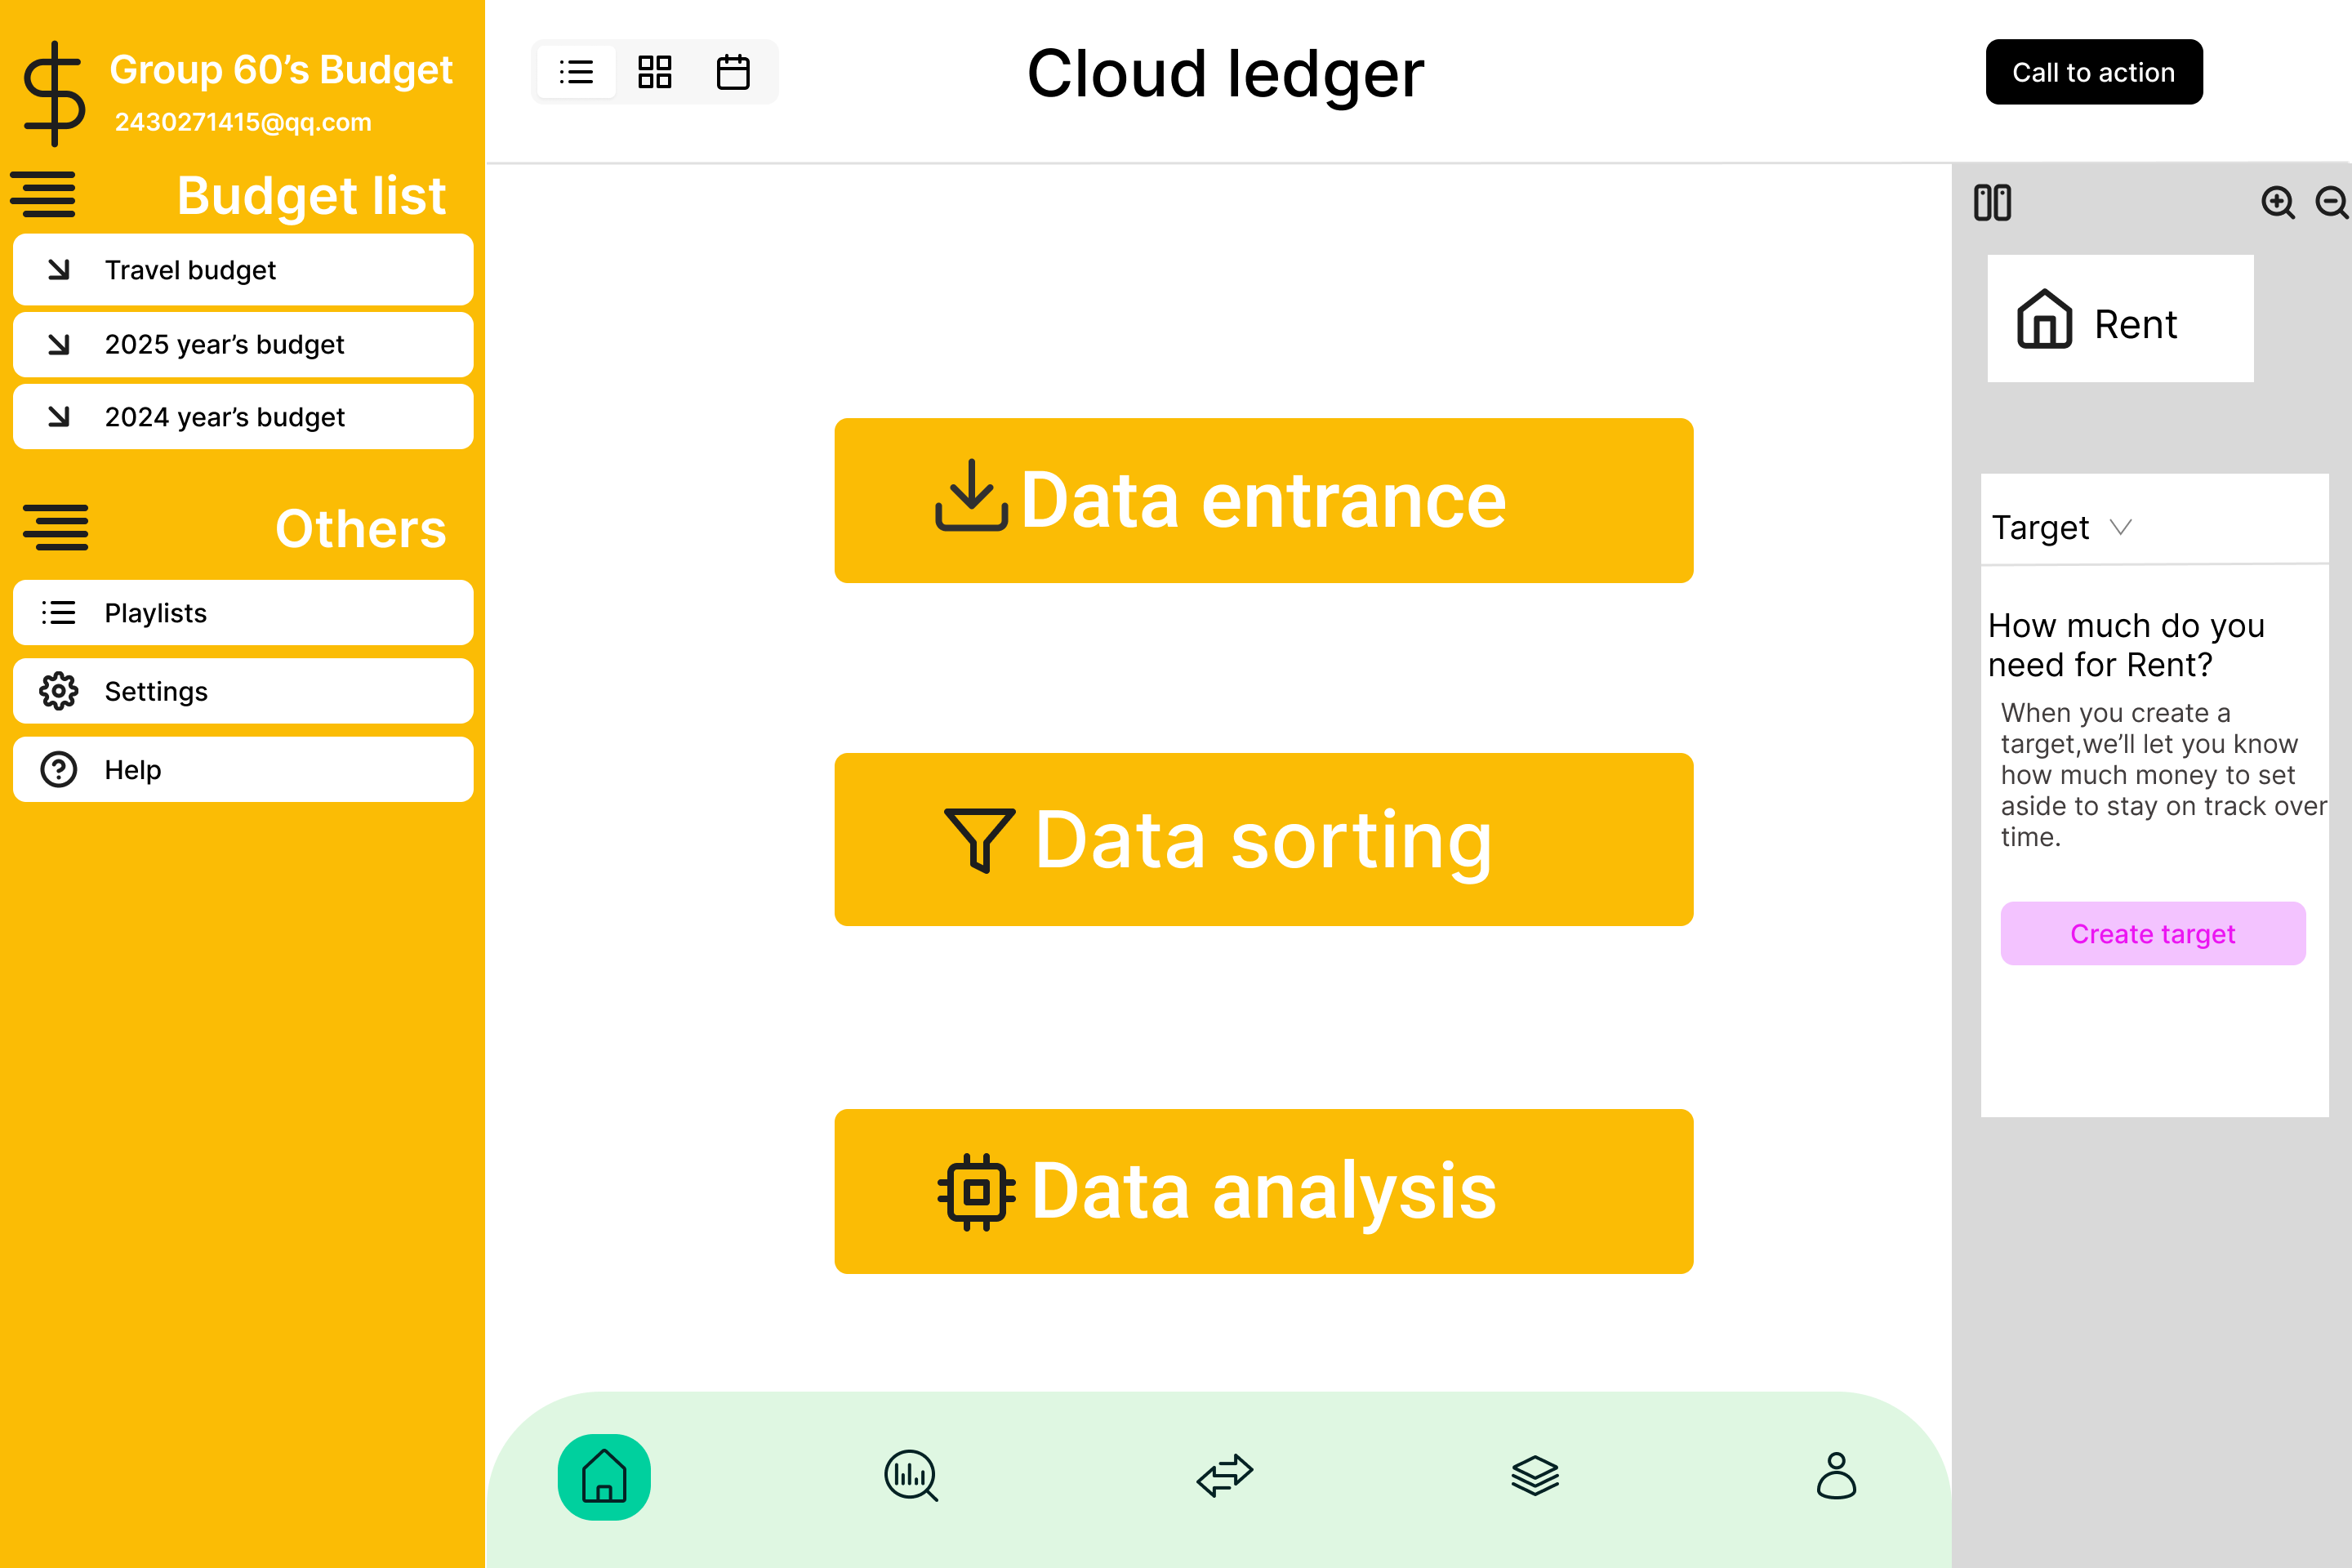 Group 60’s Budget
2430271415@qq.com
Budget list
Travel budget
2025 year’s budget
2024 year’s budget
Others
Playlists
Settings
Help
Cloud ledger
Call to action
Data entrance
Data sorting
Data analysis
Rent
Target
How much do you
need for Rent?
When you create a
target,we’ll let you know
how much money to set
aside to stay on track over
time.
Create target